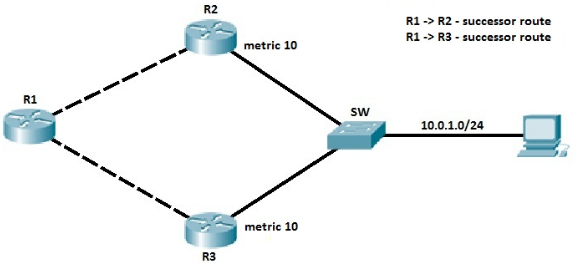 R2
R1 -> R2 - successor route
R1 -> R3 - successor route
metric 10
R1
SW
10.0.1.0/24
metric 10
R3